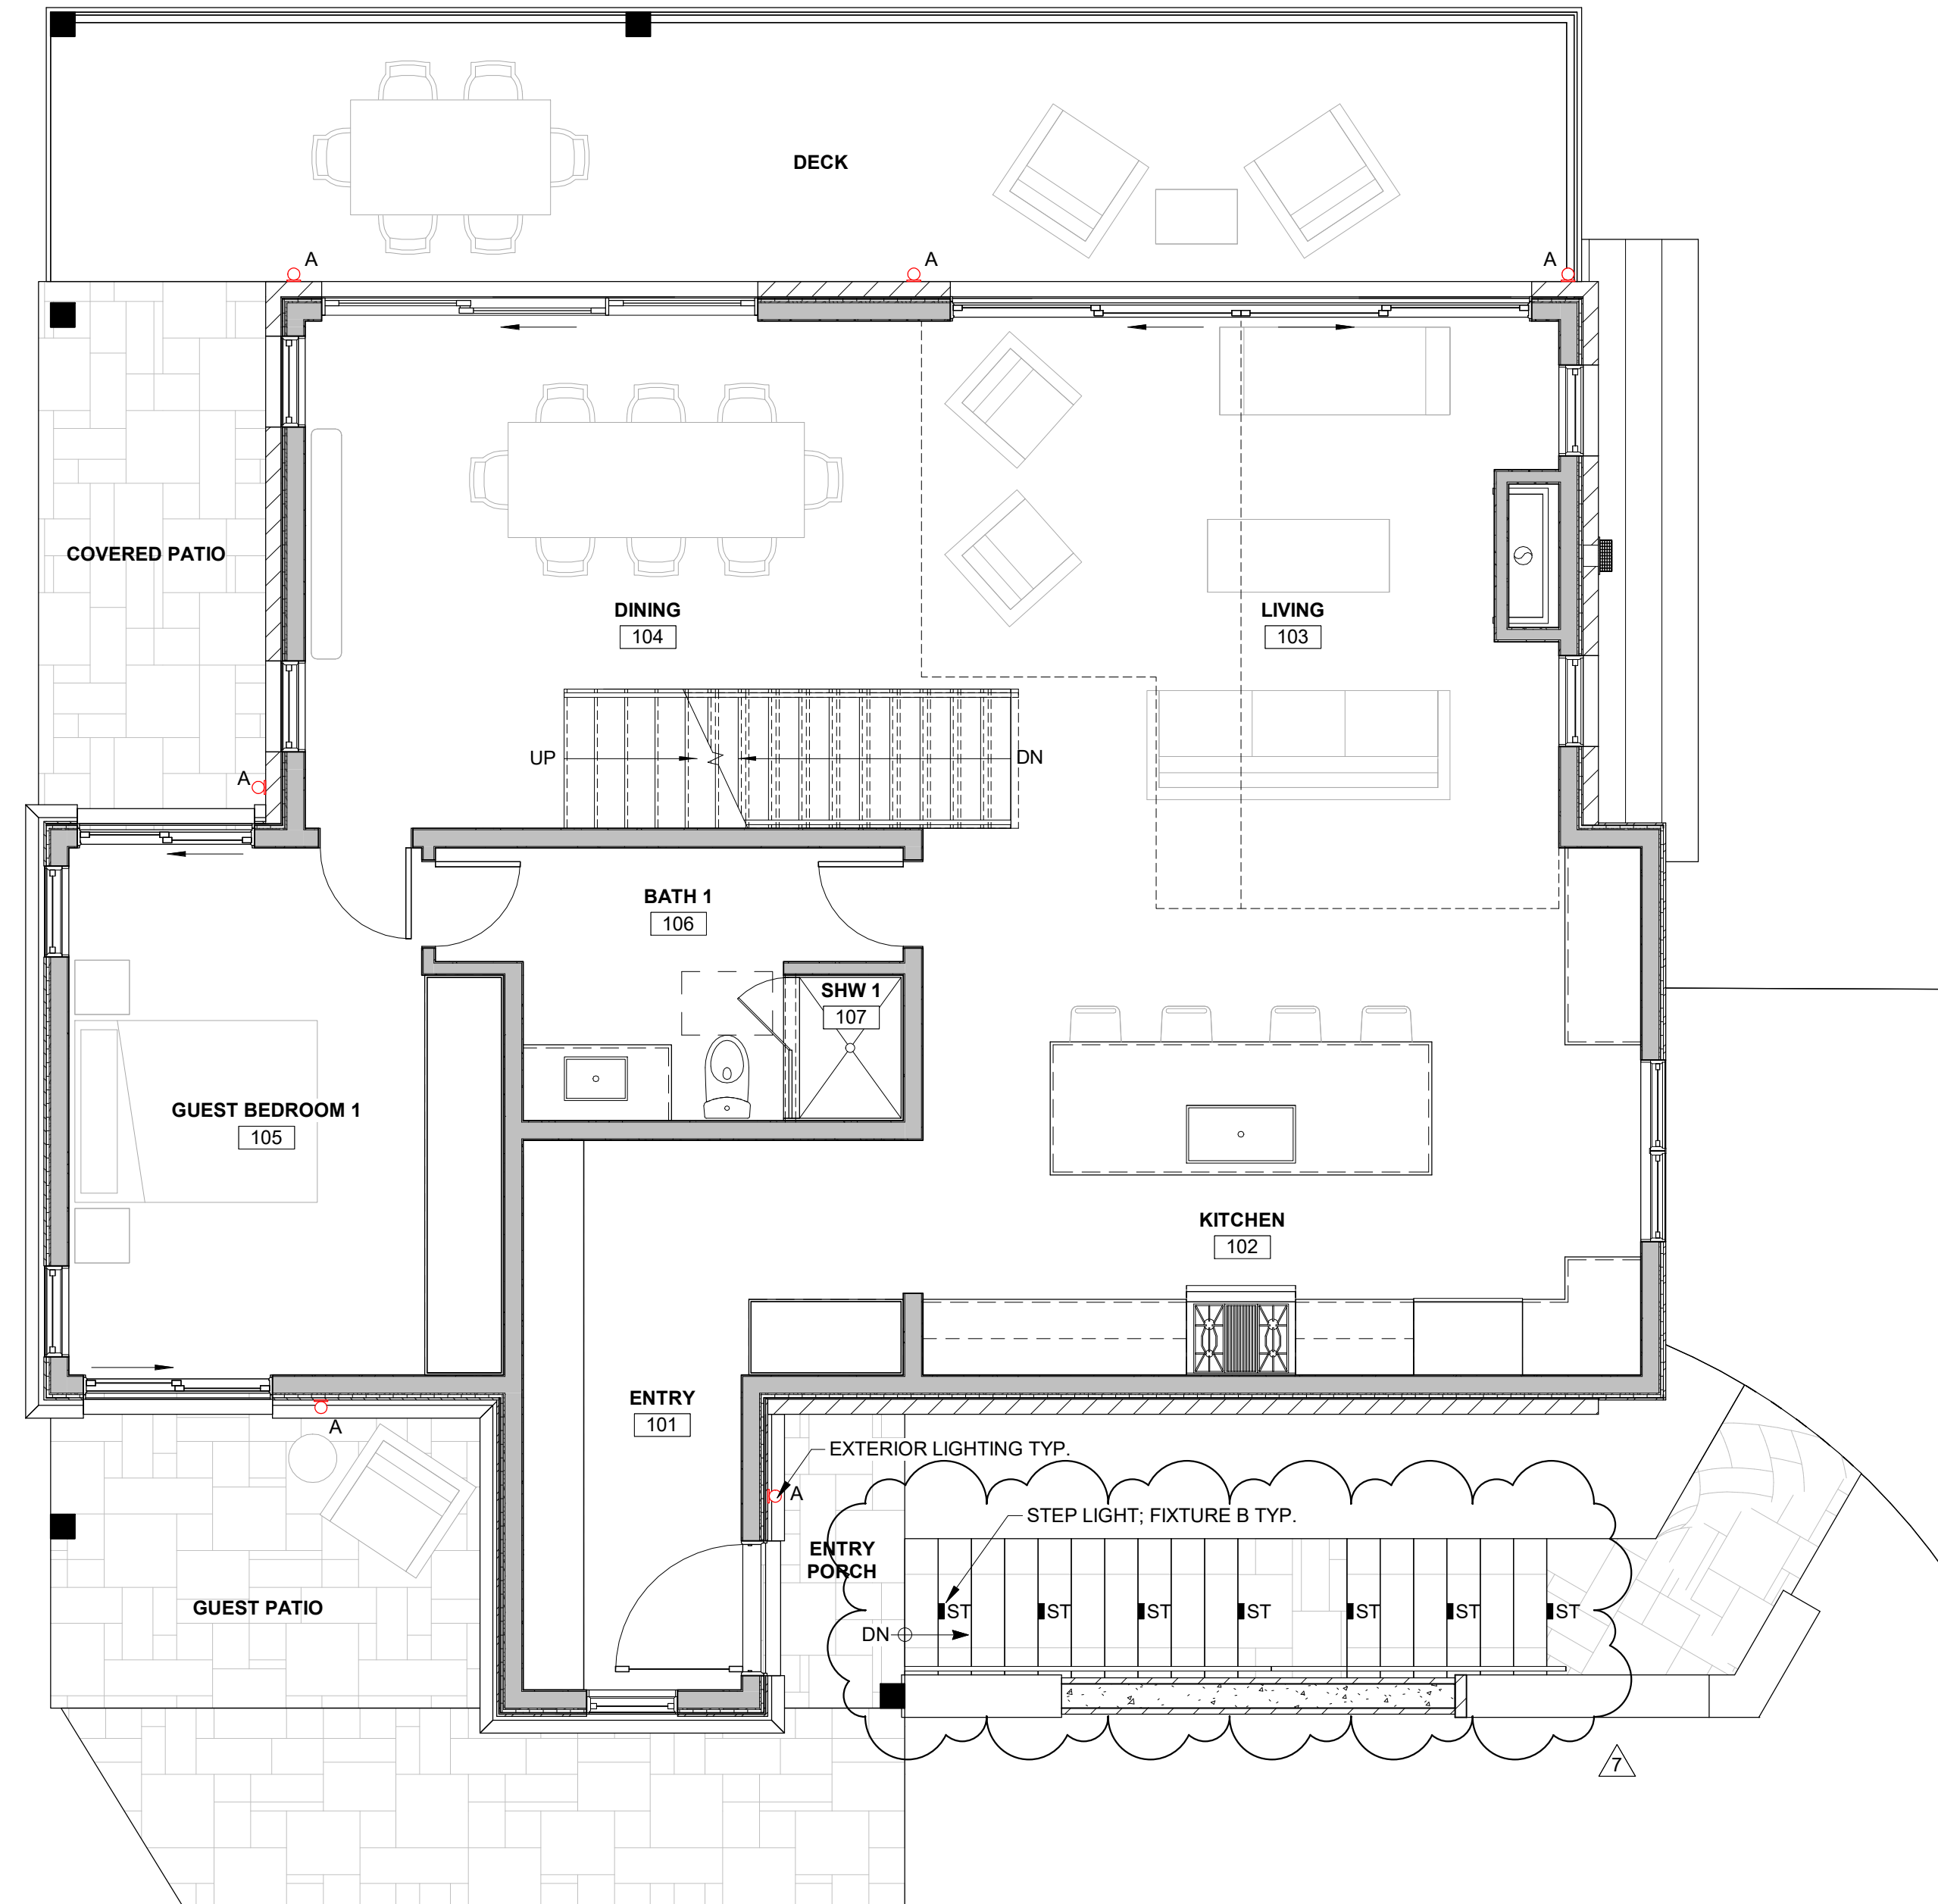 DECK
A
A
A
COVERED PATIO
DINING
104
LIVING
103
UP
DN
A
BATH 1
106
SHW 1
107
GUEST BEDROOM 1
105
KITCHEN
102
ENTRY
101
A
EXTERIOR LIGHTING TYP.
A
STEP LIGHT; FIXTURE B TYP.
ENTRY
PORCH
GUEST PATIO
ST
ST
ST
ST
ST
ST
ST
DN
7